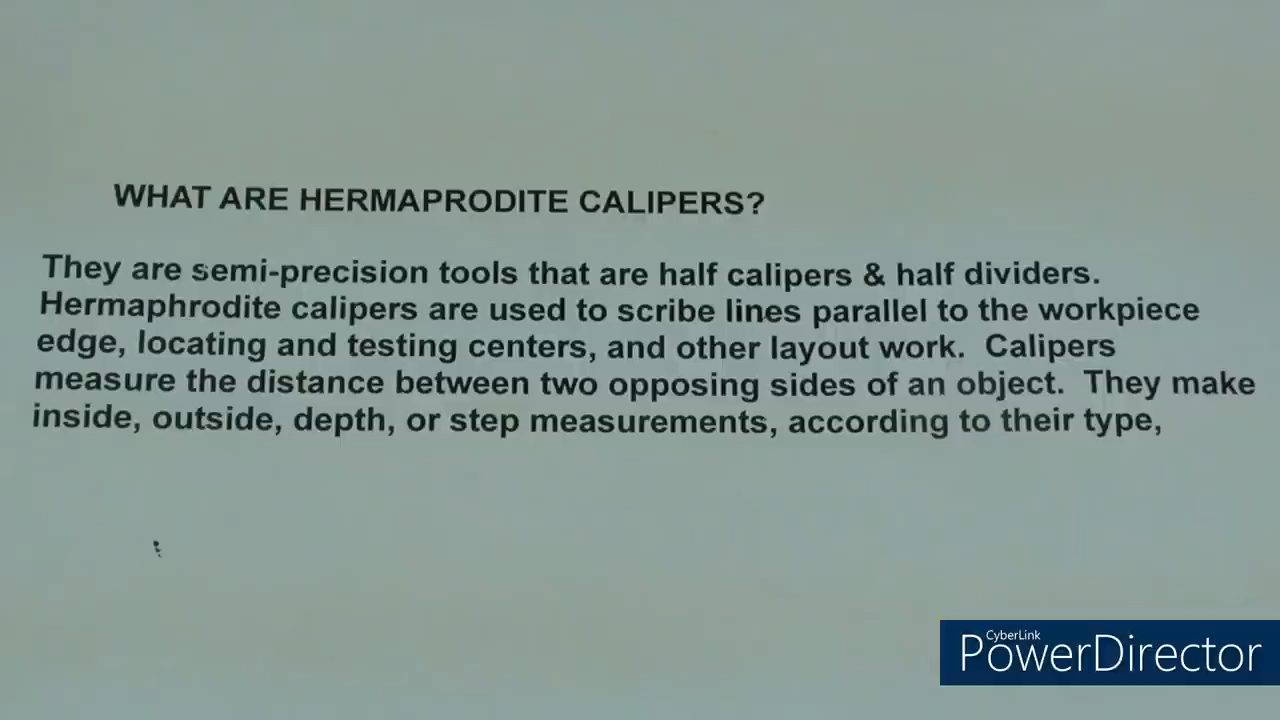 WHAT ARE HERMAPRODITE CALIPERS?
They are semi-precision tools that are half calipers & half dividers.
Hermaphrodite calipers are used to scribe lines parallel to the workpiece
edge, locating and testing centers, and other layout work.  Calipers
measure the distance between two opposing sides of an object.  They make
inside, outside, depth, or step measurements, according to their type,
CyberLink
PowerDirector